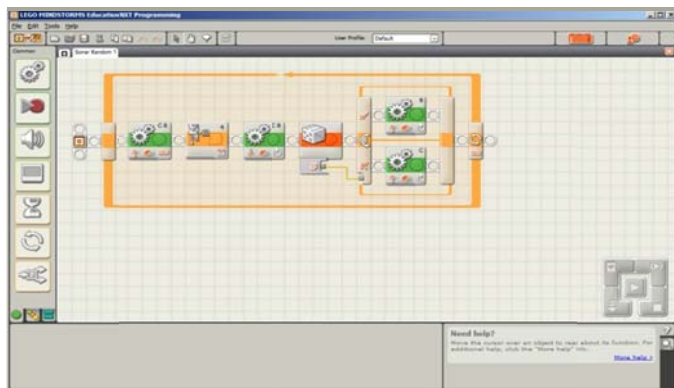 LEGO MINDSTORMS Education NXT Programming
File Edit Tools Help
User Profile: Default
Common
Sonar Random 1
C B
4
C B
B
C
Need help?
Move the cursor over an object to read about its function. For
additional help, click the "More help" link.
More help >